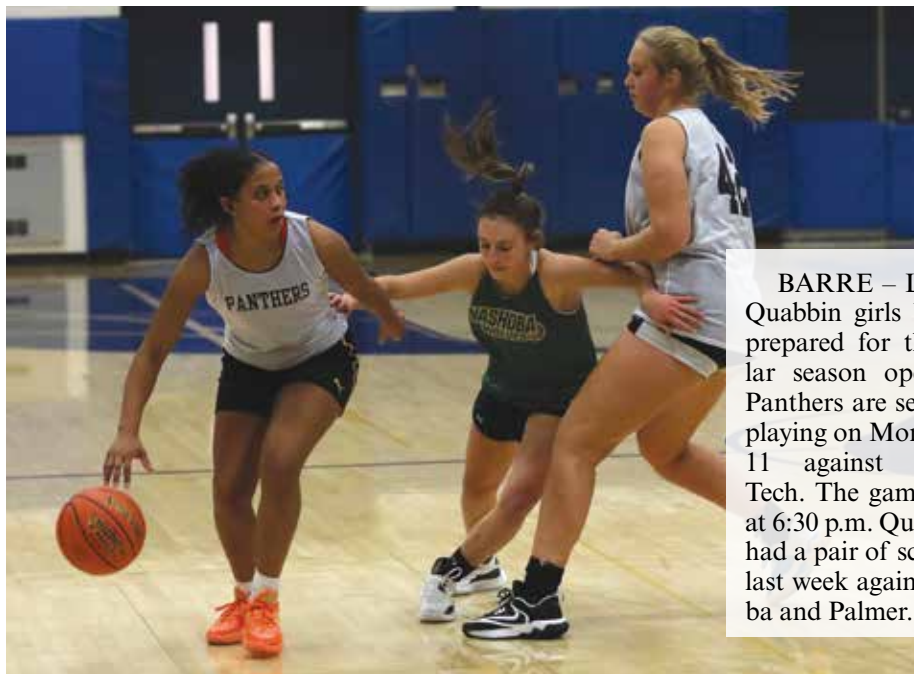 PANTHERS
NASHOBA
BARRE – L
Quabbin girls
prepared for th
lar season ope
Panthers are se
playing on Mon
11 against
Tech. The gam
at 6:30 p.m. Qu
had a pair of sc
last week again
ba and Palmer.